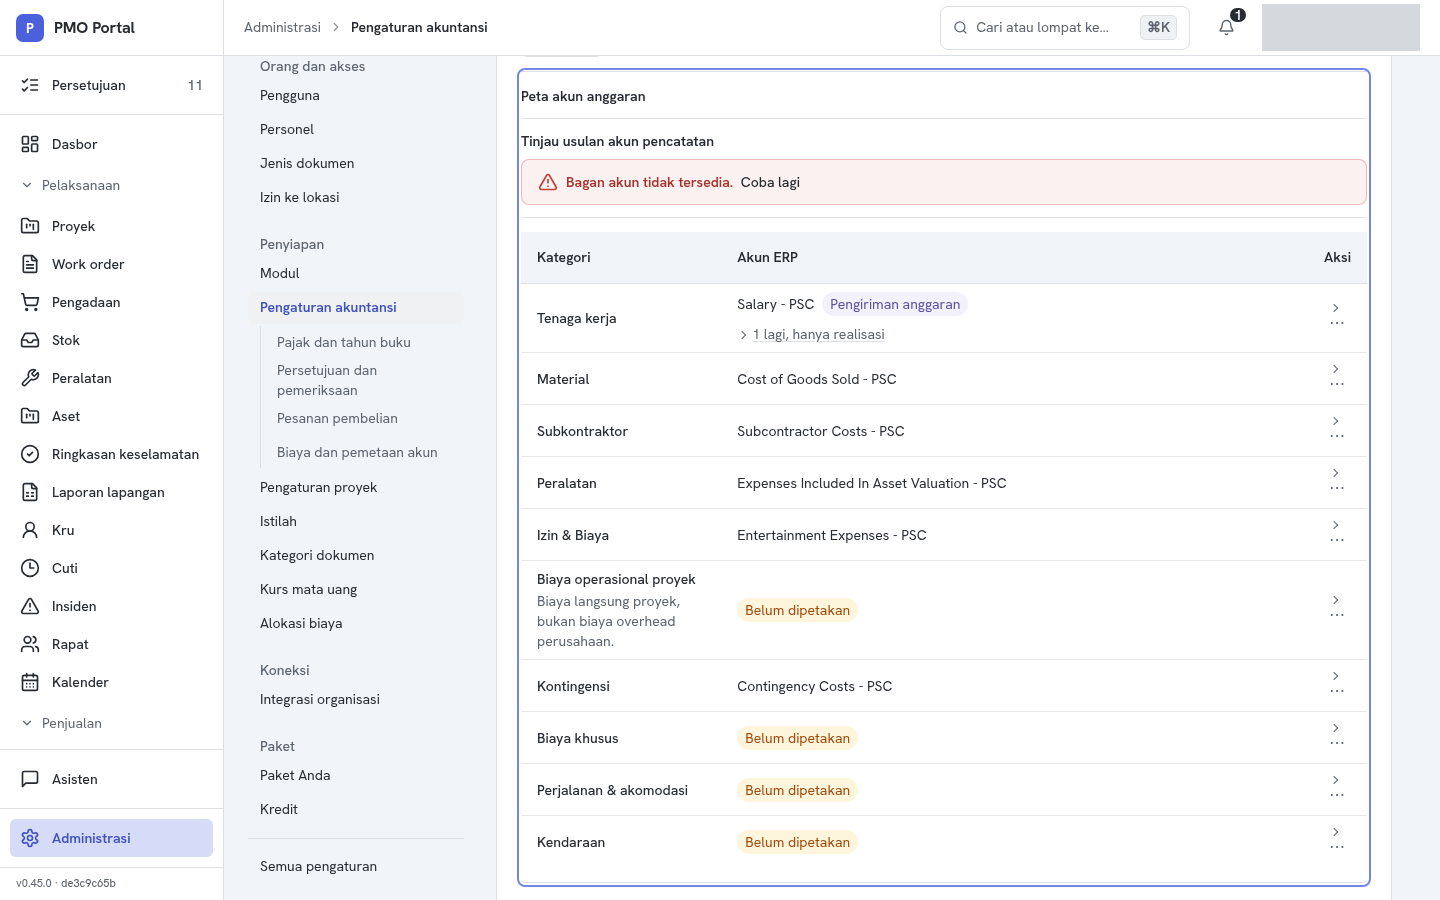 P PMO Portal
Administrasi > Pengaturan akuntansi
Cari atau lompat ke... ⌘K
1
Persetujuan 11
Dasbor
Pelaksanaan
Proyek
Work order
Pengadaan
Stok
Peralatan
Aset
Ringkasan keselamatan
Laporan lapangan
Kru
Cuti
Insiden
Rapat
Kalender
Penjualan
Asisten
Administrasi
v0.45.0 · de3c9c65b
Orang dan akses
Pengguna
Personel
Jenis dokumen
Izin ke lokasi
Penyiapan
Modul
Pengaturan akuntansi
Pajak dan tahun buku
Persetujuan dan
pemeriksaan
Pesanan pembelian
Biaya dan pemetaan akun
Pengaturan proyek
Istilah
Kategori dokumen
Kurs mata uang
Alokasi biaya
Koneksi
Integrasi organisasi
Paket
Paket Anda
Kredit
Semua pengaturan
Peta akun anggaran
Tinjau usulan akun pencatatan
Bagan akun tidak tersedia. Coba lagi
Kategori Akun ERP Aksi
Tenaga kerja Salary - PSC Pengiriman anggaran ...
> 1 lagi, hanya realisasi
Material Cost of Goods Sold - PSC ...
Subkontraktor Subcontractor Costs - PSC ...
Peralatan Expenses Included In Asset Valuation - PSC ...
Izin & Biaya Entertainment Expenses - PSC ...
Biaya operasional proyek
Biaya langsung proyek,
bukan biaya overhead
perusahaan.
Belum dipetakan ...
Kontingensi Contingency Costs - PSC ...
Biaya khusus Belum dipetakan ...
Perjalanan & akomodasi Belum dipetakan ...
Kendaraan Belum dipetakan ...